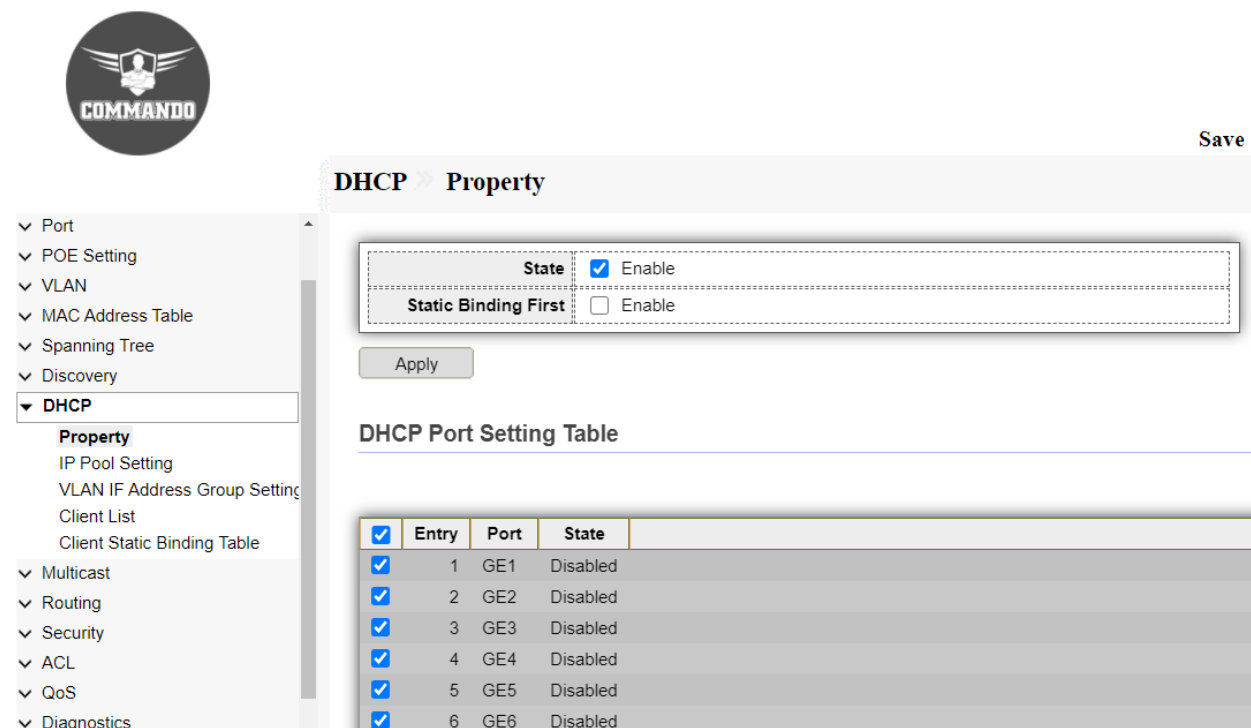 COMMANDO
Save
DHCP » Property
Port
POE Setting
VLAN
MAC Address Table
Spanning Tree
Discovery
DHCP
Property
IP Pool Setting
VLAN IF Address Group Setting
Client List
Client Static Binding Table
Multicast
Routing
Security
ACL
QoS
Diagnostics
State Enable
Static Binding First Enable
Apply
DHCP Port Setting Table
Entry Port State
1 GE1 Disabled
2 GE2 Disabled
3 GE3 Disabled
4 GE4 Disabled
5 GE5 Disabled
6 GE6 Disabled